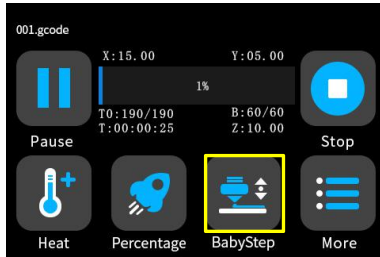 001.gcode
X:15.00 Y:05.00
1%
T0:190/190 B:60/60
T:00:00:25 Z:10.00
Pause Stop
Heat Percentage BabyStep More